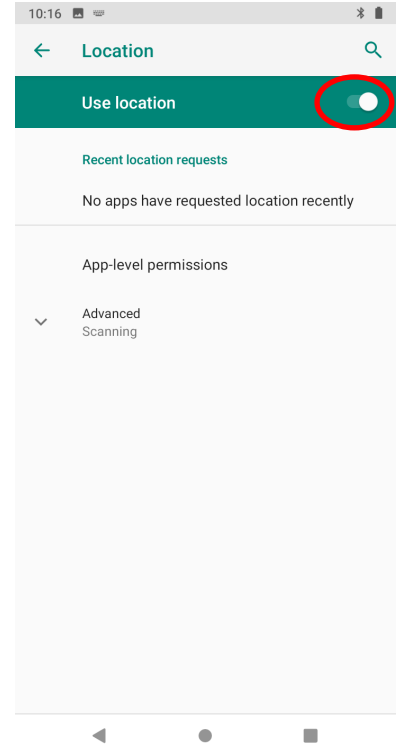 10:16
Location
Use location
Recent location requests
No apps have requested location recently
App-level permissions
Advanced
Scanning